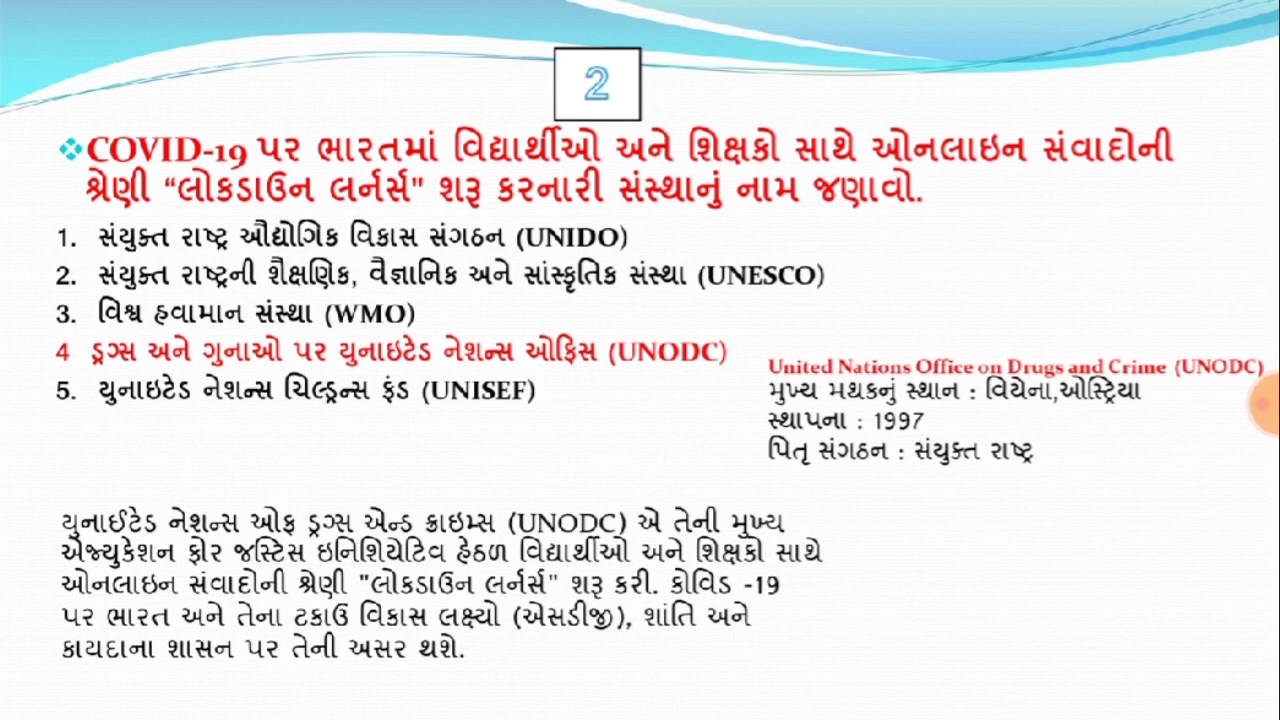 2
COVID-19 પર ભારતમાં વિદ્યાર્થીઓ અને શિક્ષકો સાથે ઓનલાઇન સંવાદોની
શ્રેણી “લોકડાઉન લર્નર્સ" શરૂ કરનારી સંસ્થાનું નામ જણાવો.
1. સંયુક્ત રાષ્ટ્ર ઔદ્યોગિક વિકાસ સંગઠન (UNIDO)
2. સંયુક્ત રાષ્ટ્રની શૈક્ષણિક, વૈજ્ઞાનિક અને સાંસ્કૃતિક સંસ્થા (UNESCO)
3. વિશ્વ હવામાન સંસ્થા (WMO)
4 ડ્રગ્સ અને ગુનાઓ પર યુનાઇટેડ નેશન્સ ઓફિસ (UNODC)
5. યુનાઇટેડ નેશન્સ ચિલ્ડ્રન્સ ફંડ (UNISEF)
United Nations Office on Drugs and Crime (UNODC)
મુખ્ય મથકનું સ્થાન : વિયેના,ઓસ્ટ્રિયા
સ્થાપના : 1997
પિતૃ સંગઠન : સંયુક્ત રાષ્ટ્ર
યુનાઈટેડ નેશન્સ ઓફ ડ્રગ્સ એન્ડ ક્રાઇમ્સ (UNODC) એ તેની મુખ્ય
એજ્યુકેશન ફોર જસ્ટિસ ઇનિશિયેટિવ હેઠળ વિદ્યાર્થીઓ અને શિક્ષકો સાથે
ઓનલાઇન સંવાદોની શ્રેણી "લોકડાઉન લર્નર્સ" શરૂ કરી. કોવિડ -19
પર ભારત અને તેના ટકાઉ વિકાસ લક્ષ્યો (એસડીજી), શાંતિ અને
કાયદાના શાસન પર તેની અસર થશે.